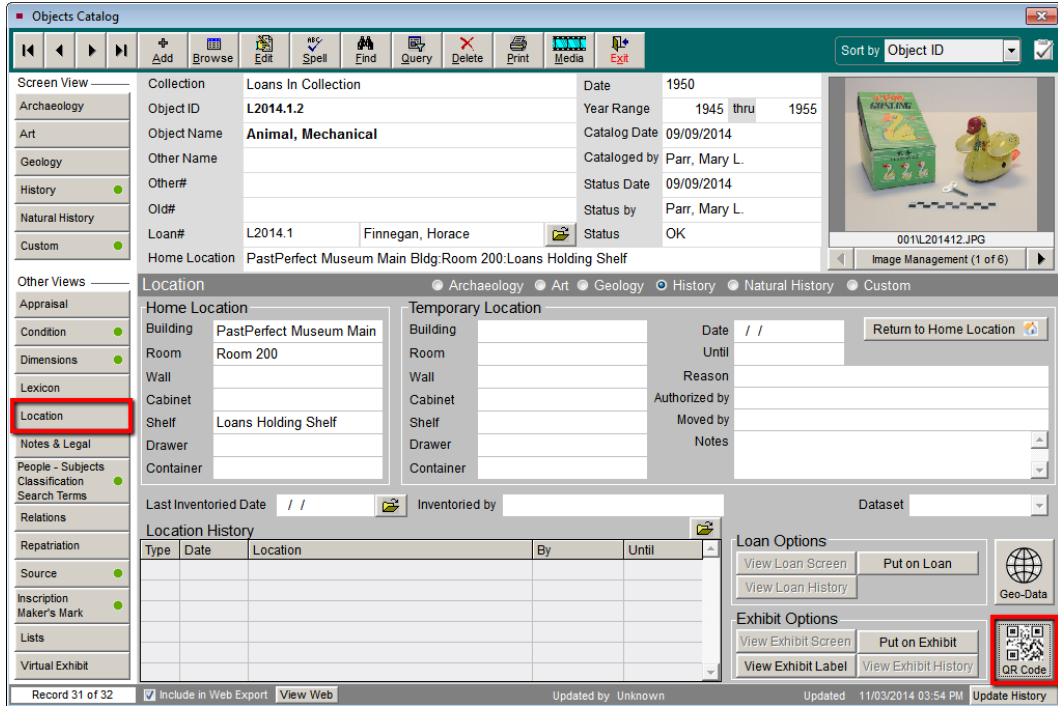 Objects Catalog
Add Browse Edit Spell Find Query Delete Print Media Exit Sort by Object ID
Screen View
Archaeology
Art
Geology
History
Natural History
Custom
Collection Loans In Collection
Object ID L2014.1.2
Object Name Animal, Mechanical
Other Name
Other#
Old#
Loan# L2014.1 Finnegan, Horace
Home Location PastPerfect Museum Main Bldg:Room 200:Loans Holding Shelf
Date 1950
Year Range 1945 thru 1955
Catalog Date 09/09/2014
Cataloged by Parr, Mary L.
Status Date 09/09/2014
Status by Parr, Mary L.
Status OK
001\L201412.JPG
Image Management (1 of 6)
Other Views
Appraisal
Condition
Dimensions
Lexicon
Location
Notes & Legal
People - Subjects
Classification
Search Terms
Relations
Repatriation
Source
Inscription
Maker's Mark
Lists
Virtual Exhibit
Location Archaeology Art Geology History Natural History Custom
Home Location
Building PastPerfect Museum Main
Room Room 200
Wall
Cabinet
Shelf Loans Holding Shelf
Drawer
Container
Temporary Location
Building
Room
Wall
Cabinet
Shelf
Drawer
Container
Date / /
Until
Reason
Authorized by
Moved by
Notes
Return to Home Location
Last Inventoried Date / / Inventoried by Dataset
Location History
Type Date Location By Until
Loan Options
View Loan Screen Put on Loan
View Loan History
Geo-Data
Exhibit Options
View Exhibit Screen Put on Exhibit
View Exhibit Label View Exhibit History
QR Code
Record 31 of 32 Include in Web Export View Web Updated by Unknown Updated 11/03/2014 03:54 PM Update History